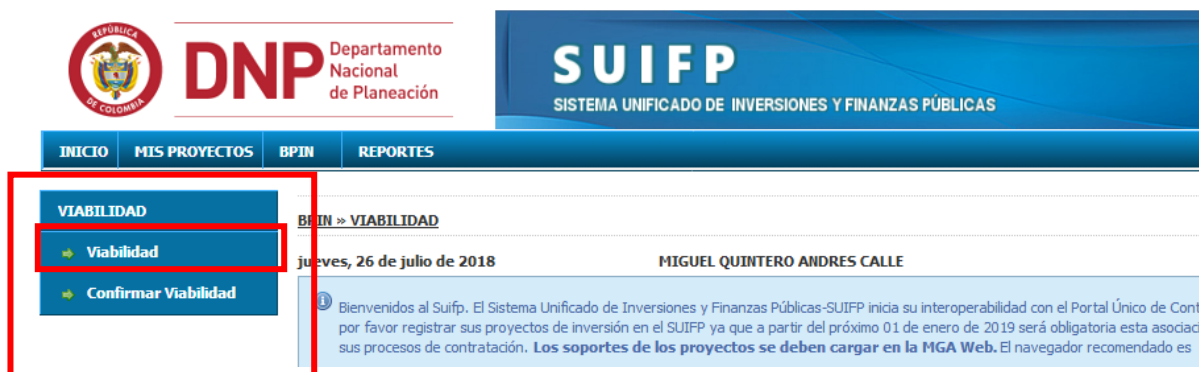 REPÚBLICA
DE COLOMBIA
DNP
Departamento
Nacional
de Planeación
SUIFP
SISTEMA UNIFICADO DE INVERSIONES Y FINANZAS PÚBLICAS
INICIO MIS PROYECTOS BPIN REPORTES
VIABILIDAD
Viabilidad
Confirmar Viabilidad
BPIN » VIABILIDAD
jueves, 26 de julio de 2018 MIGUEL QUINTERO ANDRES CALLE
Bienvenidos al Suifp. El Sistema Unificado de Inversiones y Finanzas Públicas-SUIFP inicia su interoperabilidad con el Portal Único de Cont
por favor registrar sus proyectos de inversión en el SUIFP ya que a partir del próximo 01 de enero de 2019 será obligatoria esta asociaci
sus procesos de contratación. Los soportes de los proyectos se deben cargar en la MGA Web. El navegador recomendado es